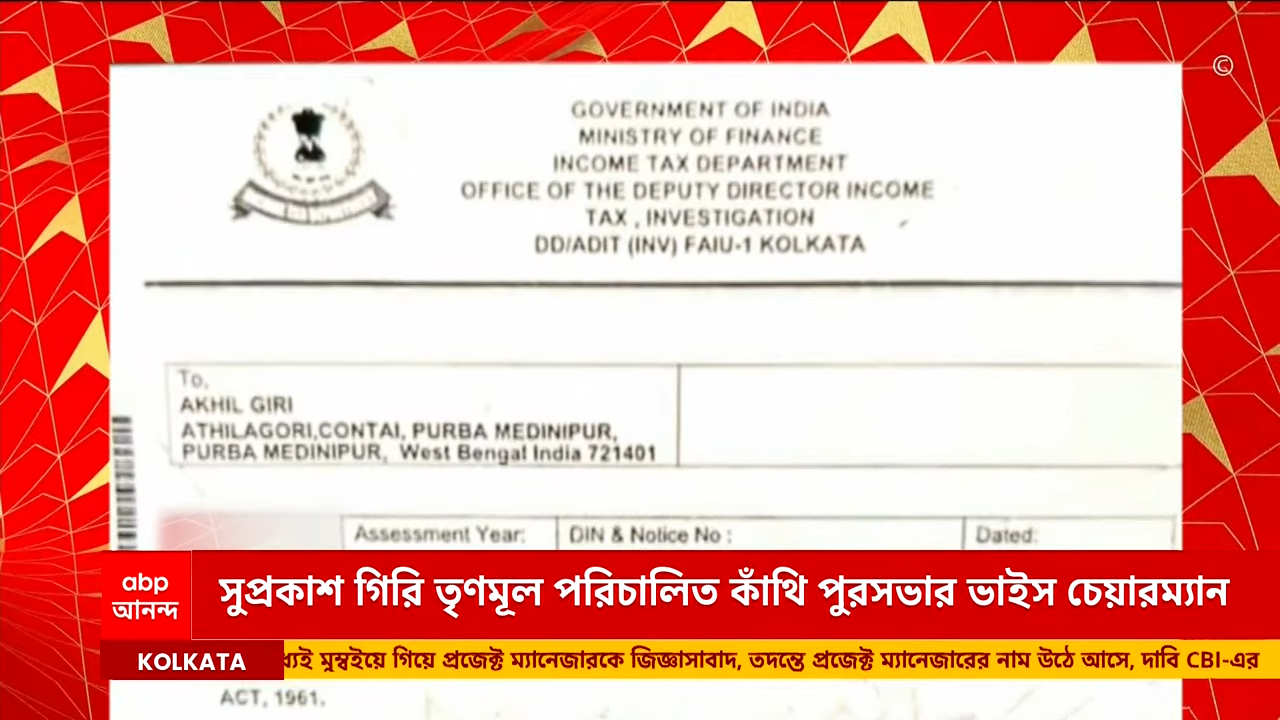 ©
GOVERNMENT OF INDIA
MINISTRY OF FINANCE
INCOME TAX DEPARTMENT
OFFICE OF THE DEPUTY DIRECTOR INCOME
TAX , INVESTIGATION
DD/ADIT (INV) FAIU-1 KOLKATA
To,
AKHIL GIRI
ATHILAGORI,CONTAI, PURBA MEDINIPUR,
PURBA MEDINIPUR, West Bengal India 721401
Assessment Year:
DIN & Notice No :
Dated:
abp
আনন্দ
সুপ্রকাশ গিরি তৃণমূল পরিচালিত কাঁথি পুরসভার ভাইস চেয়ারম্যান
KOLKATA
মুম্বইয়ে গিয়ে প্রজেক্ট ম্যানেজারকে জিজ্ঞাসাবাদ, তদন্তে প্রজেক্ট ম্যানেজারের নাম উঠে আসে, দাবি CBI-এর
ACT, 1961.